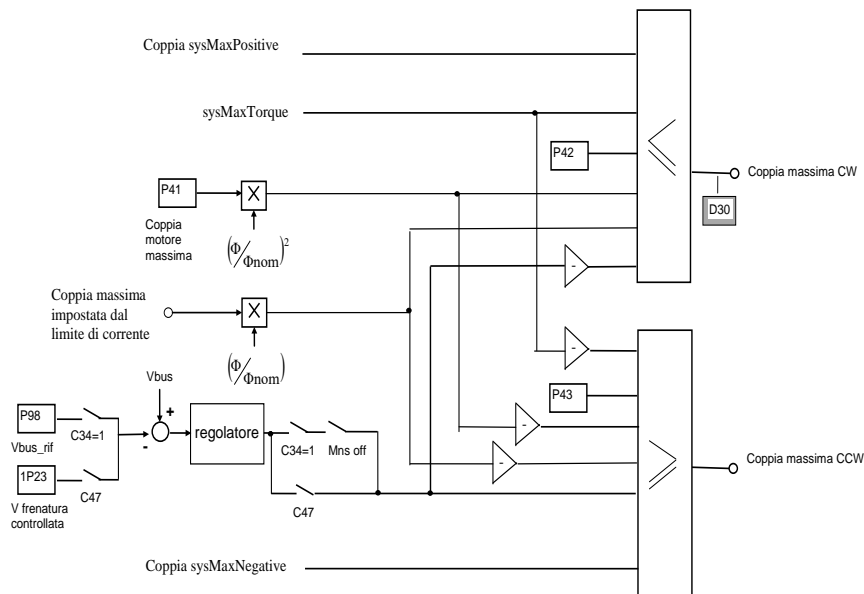 Coppia sysMaxPositive
sysMaxTorque
P42
Coppia massima CW
D30
P41
X
Coppia
motore
massima
(Φ/Φnom)²
-
Coppia massima
impostata dal
limite di corrente
X
(Φ/Φnom)
-
Vbus
P43
+
P98
C34=1
Vbus_rif
-
regolatore
C34=1
Mns off
-
-
Coppia massima CCW
1P23
C47
V frenatura
controllata
C47
Coppia sysMaxNegative